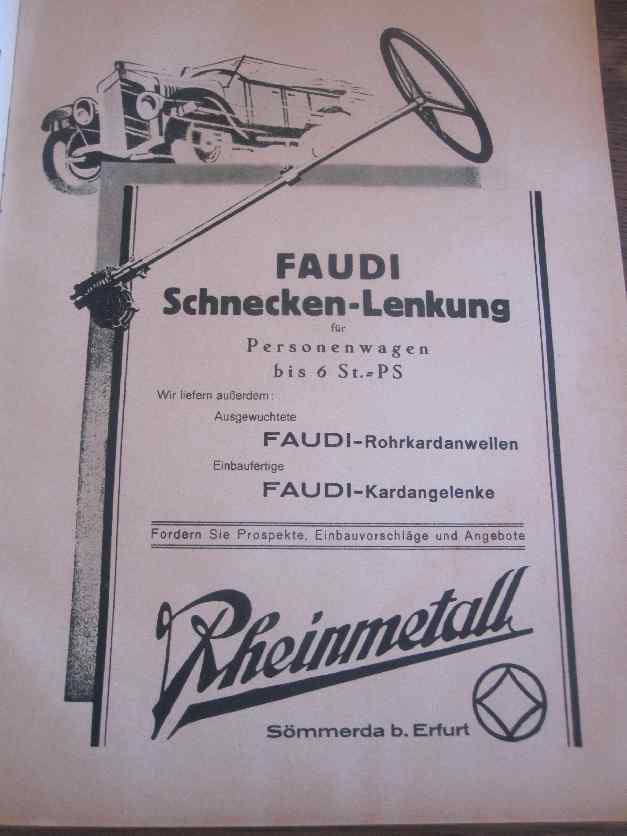 FAUDI
Schnecken-Lenkung
für
Personenwagen
bis 6 St.=PS
Wir liefern außerdem:
Ausgewuchtete
FAUDI-Rohrkardanwellen
Einbaufertige
FAUDI-Kardangelenke
Fordern Sie Prospekte, Einbauvorschläge und Angebote
Rheinmetall
Sömmerda b. Erfurt